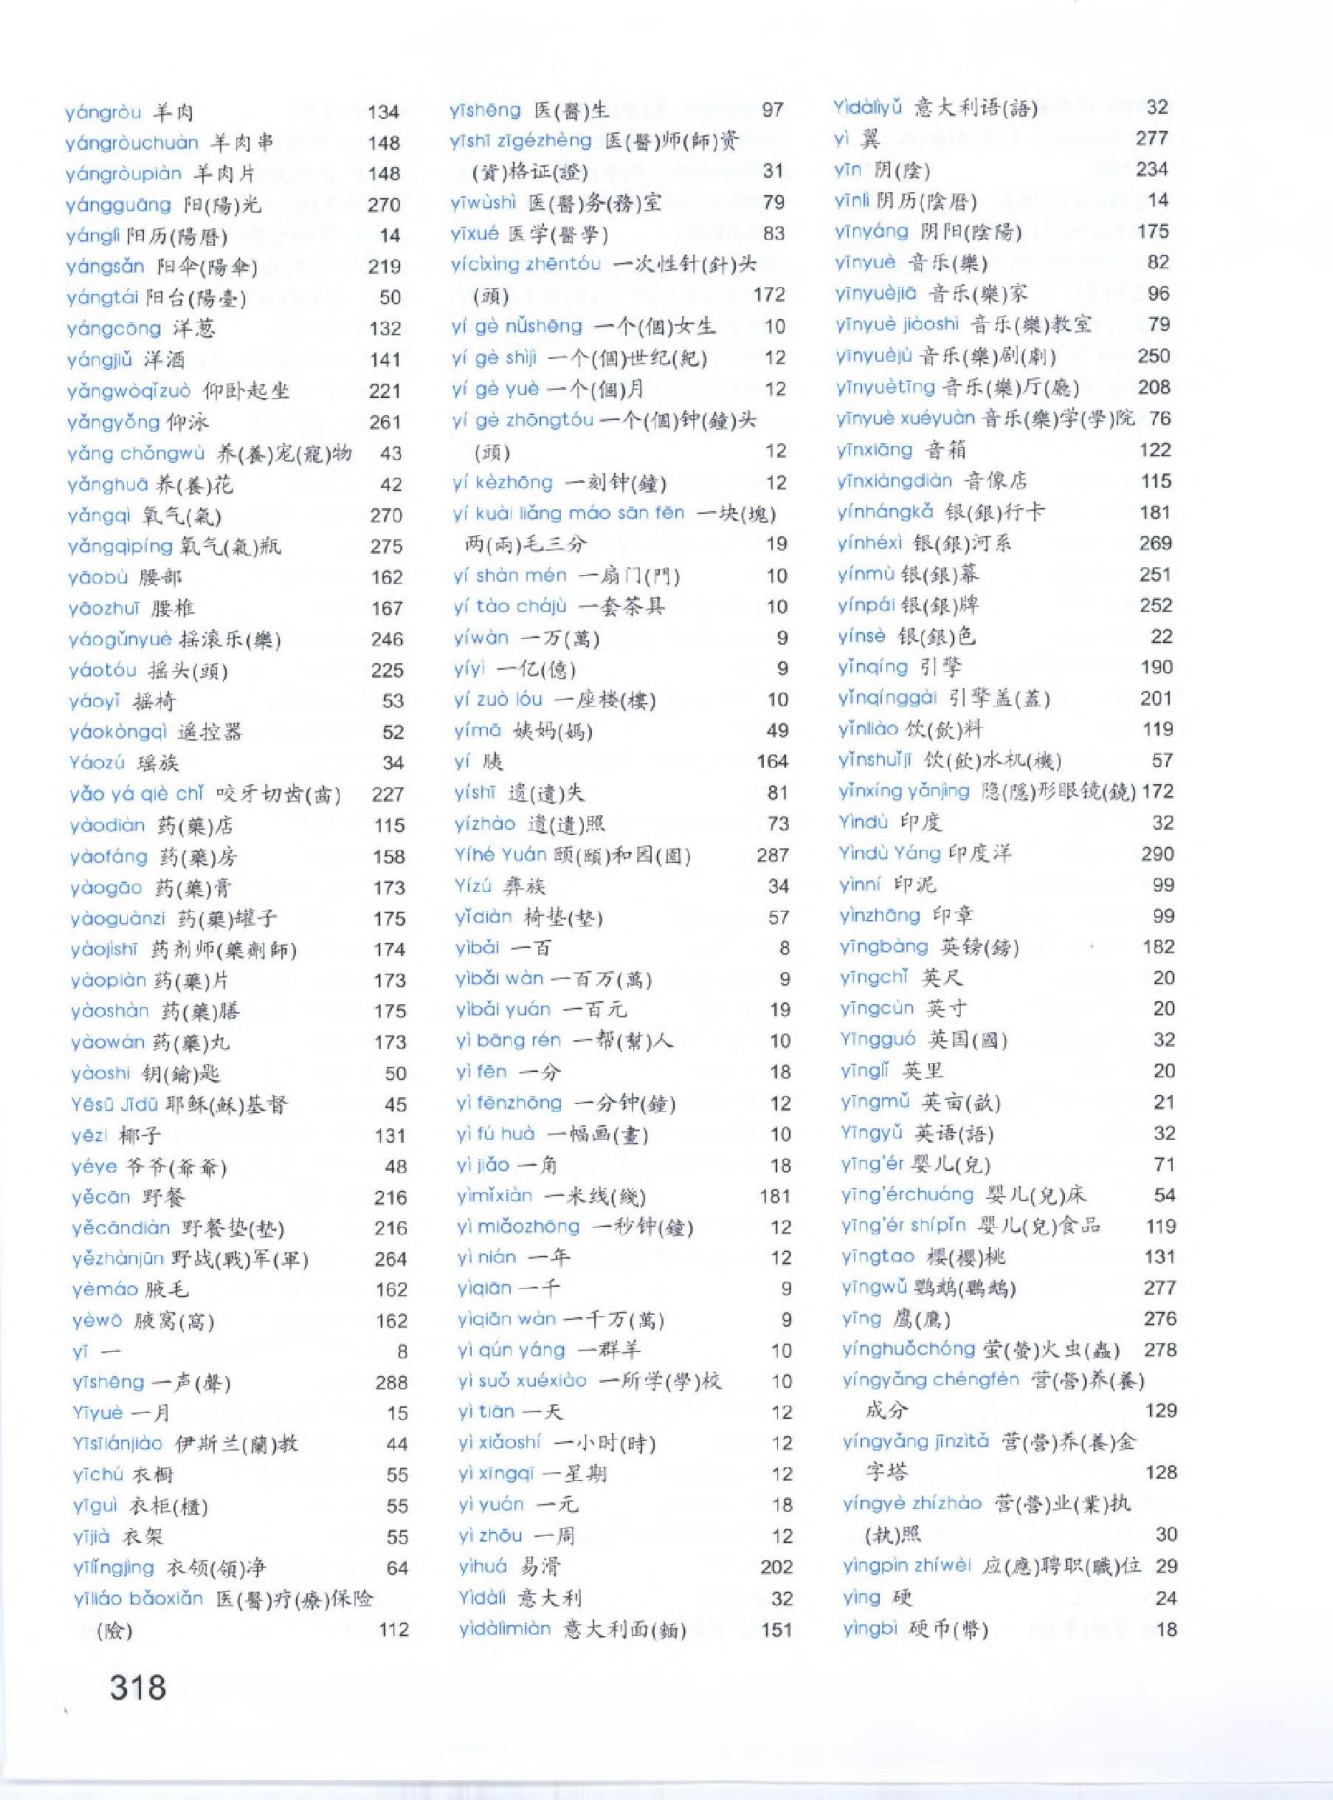 yángròu 羊肉 134
yángròuchuàn 羊肉串 148
yángròupiàn 羊肉片 148
yángguāng 阳(陽)光 270
yánglì 阳历(陽曆) 14
yángsǎn 阳伞(陽傘) 219
yángtái 阳台(陽臺) 50
yángcōng 洋葱 132
yángjiǔ 洋酒 141
yǎngwòqǐzuò 仰卧起坐 221
yǎngyǒng 仰泳 261
yǎng chǒngwù 养(養)宠(寵)物 43
yǎnghuā 养(養)花 42
yǎngqì 氧气(氣) 270
yǎngqìpíng 氧气(氣)瓶 275
yāobù 腰部 162
yāozhuī 腰椎 167
yáogǔnyuè 摇滚乐(樂) 246
yáotóu 摇头(頭) 225
yáoyǐ 摇椅 53
yáokòngqì 遥控器 52
Yáozú 瑶族 34
yǎo yá qiè chǐ 咬牙切齿(齒) 227
yàodiàn 药(藥)店 115
yàofáng 药(藥)房 158
yàogāo 药(藥)膏 173
yàoguànzi 药(藥)罐子 175
yàojìshī 药剂师(藥劑師) 174
yàopiàn 药(藥)片 173
yàoshàn 药(藥)膳 175
yàowán 药(藥)丸 173
yàoshi 钥(鑰)匙 50
Yēsū Jīdū 耶稣(穌)基督 45
yēzi 椰子 131
yéye 爷爷(爺爺) 48
yěcān 野餐 216
yěcāndiàn 野餐垫(墊) 216
yězhànjūn 野战(戰)军(軍) 264
yèmáo 腋毛 162
yèwō 腋窝(窩) 162
yī 一 8
yīshēng 一声(聲) 288
Yīyuè 一月 15
Yīsīlánjiào 伊斯兰(蘭)教 44
yīchú 衣橱 55
yīguì 衣柜(櫃) 55
yījià 衣架 55
yīlǐngjìng 衣领(領)净 64
yīliáo bǎoxiǎn 医(醫)疗(療)保险
(險) 112
yīshēng 医(醫)生 97
yīshī zīgézhèng 医(醫)师(師)资
(資)格证(證) 31
yīwùshì 医(醫)务(務)室 79
yīxué 医学(醫學) 83
yícìxìng zhēntóu 一次性针(針)头
(頭) 172
yí gè nǚshēng 一个(個)女生 10
yí gè shìjì 一个(個)世纪(紀) 12
yí gè yuè 一个(個)月 12
yí gè zhōngtóu 一个(個)钟(鐘)头
(頭) 12
yí kèzhōng 一刻钟(鐘) 12
yí kuài liǎng máo sān fēn 一块(塊)
两(兩)毛三分 19
yí shàn mén 一扇门(門) 10
yí tào chájù 一套茶具 10
yíwàn 一万(萬) 9
yíyì 一亿(億) 9
yí zuò lóu 一座楼(樓) 10
yímā 姨妈(媽) 49
yí 胰 164
yíshī 遗(遺)失 81
yízhào 遗(遺)照 73
Yíhé Yuán 颐(頤)和园(園) 287
Yízú 彝族 34
yǐdiàn 椅垫(墊) 57
yìbǎi 一百 8
yìbǎi wàn 一百万(萬) 9
yìbǎi yuán 一百元 19
yì bāng rén 一帮(幫)人 10
yì fēn 一分 18
yì fēnzhōng 一分钟(鐘) 12
yì fú huà 一幅画(畫) 10
yì jiǎo 一角 18
yìmǐxiàn 一米线(綫) 181
yì miǎozhōng 一秒钟(鐘) 12
yì nián 一年 12
yìqiān 一千 9
yìqiān wàn 一千万(萬) 9
yì qún yáng 一群羊 10
yì suǒ xuéxiào 一所学(學)校 10
yì tiān 一天 12
yì xiǎoshí 一小时(時) 12
yì xīngqī 一星期 12
yì yuán 一元 18
yì zhōu 一周 12
yìhuá 易滑 202
Yìdàlì 意大利 32
yìdàlìmiàn 意大利面(麵) 151
Yìdàlìyǔ 意大利语(語) 32
yì 翼 277
yīn 阴(陰) 234
yīnlì 阴历(陰曆) 14
yīnyáng 阴阳(陰陽) 175
yīnyuè 音乐(樂) 82
yīnyuèjiā 音乐(樂)家 96
yīnyuè jiàoshì 音乐(樂)教室 79
yīnyuèjù 音乐(樂)剧(劇) 250
yīnyuètīng 音乐(樂)厅(廳) 208
yīnyuè xuéyuàn 音乐(樂)学(學)院 76
yīnxiāng 音箱 122
yīnxiàngdiàn 音像店 115
yínhángkǎ 银(銀)行卡 181
yínhéxì 银(銀)河系 269
yínmù 银(銀)幕 251
yínpái 银(銀)牌 252
yínsè 银(銀)色 22
yǐnqíng 引擎 190
yǐnqínggài 引擎盖(蓋) 201
yǐnliào 饮(飲)料 119
yǐnshuǐjī 饮(飲)水机(機) 57
yǐnxíng yǎnjìng 隐(隱)形眼镜(鏡) 172
Yìndù 印度 32
Yìndù Yáng 印度洋 290
yìnní 印泥 99
yìnzhāng 印章 99
yīngbàng 英镑(鎊) 182
yīngchǐ 英尺 20
yīngcùn 英寸 20
Yīngguó 英国(國) 32
yīnglǐ 英里 20
yīngmǔ 英亩(畝) 21
Yīngyǔ 英语(語) 32
yīng'ér 婴儿(兒) 71
yīng'érchuáng 婴儿(兒)床 54
yīng'ér shípǐn 婴儿(兒)食品 119
yīngtao 樱(櫻)桃 131
yīngwǔ 鹦鹉(鸚鵡) 277
yīng 鹰(鷹) 276
yínghuǒchóng 萤(螢)火虫(蟲) 278
yíngyǎng chéngfèn 营(營)养(養)
成分 129
yíngyǎng jīnzìtǎ 营(營)养(養)金
字塔 128
yíngyè zhízhào 营(營)业(業)执
(執)照 30
yìngpìn zhíwèi 应(應)聘职(職)位 29
yìng 硬 24
yìngbì 硬币(幣) 18
318